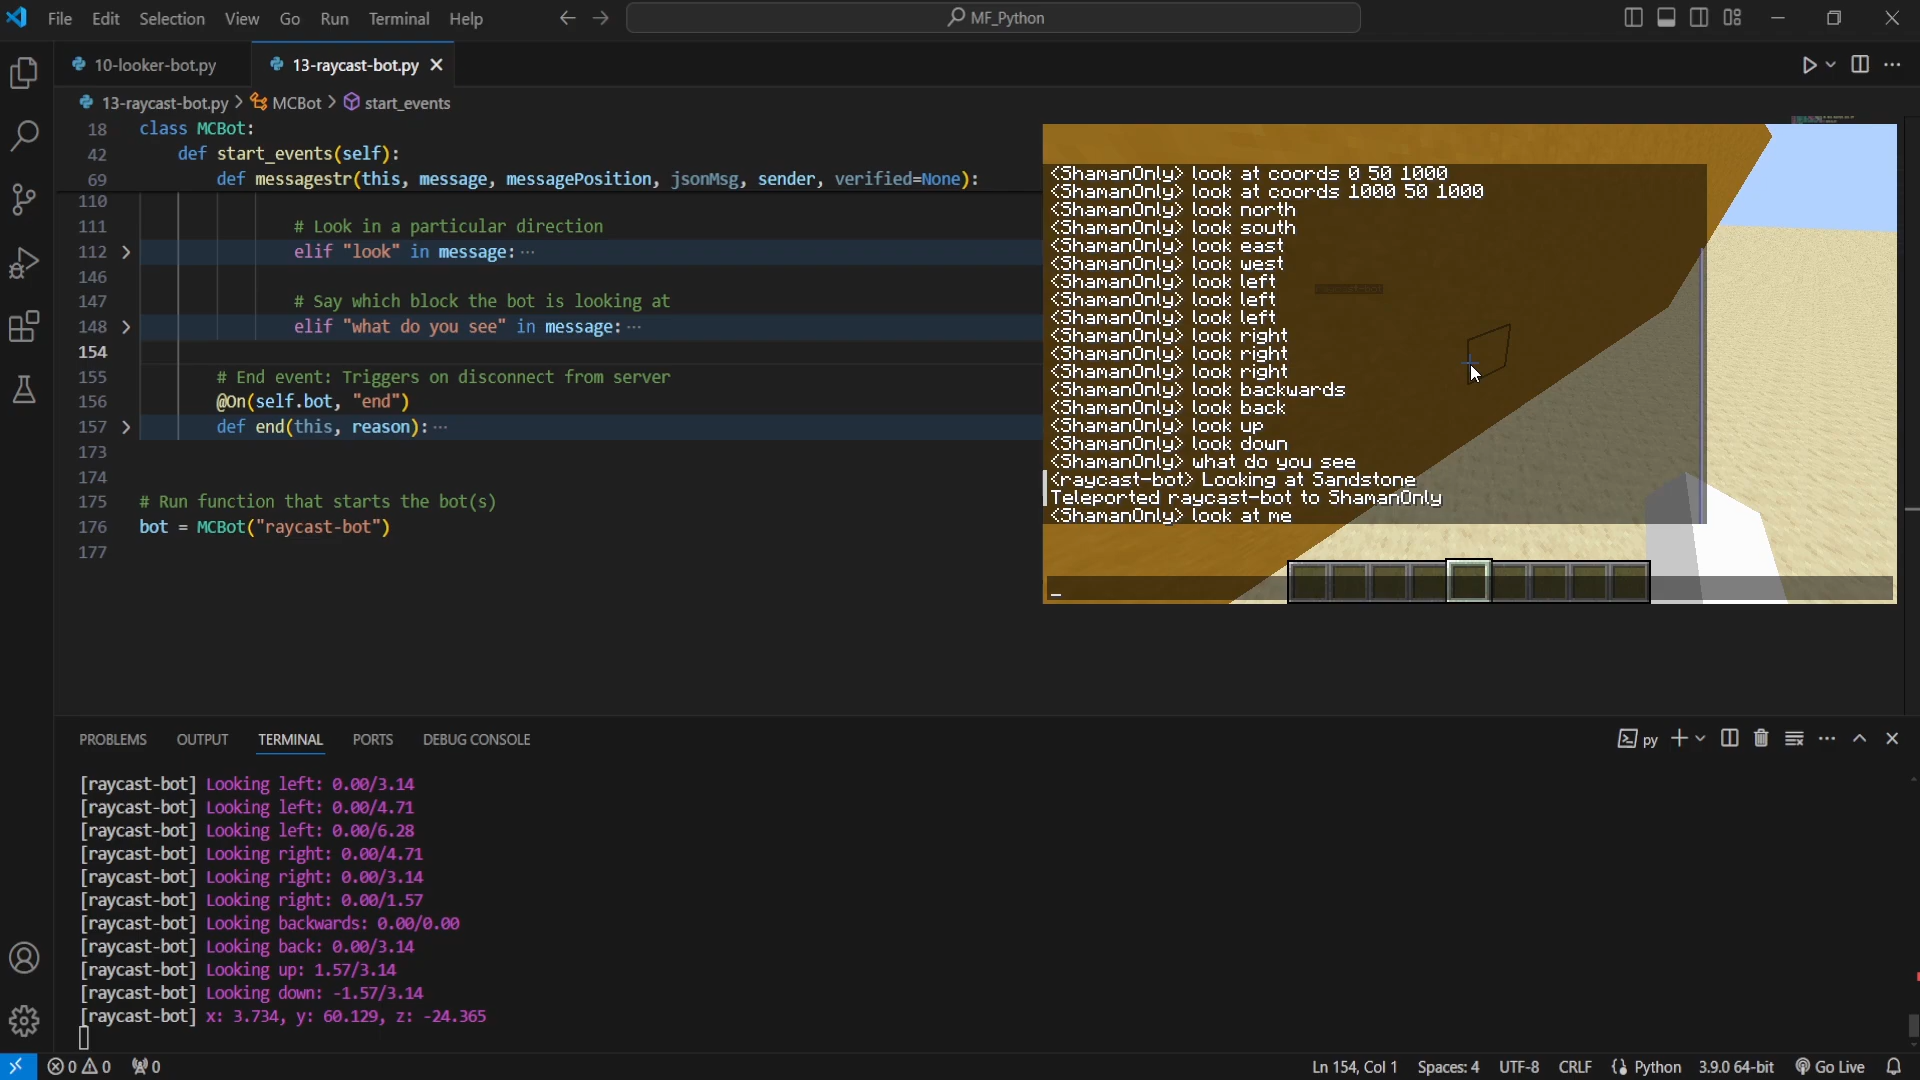 File Edit Selection View Go Run Terminal Help
MF_Python
10-looker-bot.py
13-raycast-bot.py
13-raycast-bot.py > MCBot > start_events
18 class MCBot:
42 def start_events(self):
69 def messagestr(this, message, messagePosition, jsonMsg, sender, verified=None):
110
111 # Look in a particular direction
112 elif "look" in message: ...
146
147 # Say which block the bot is looking at
148 elif "what do you see" in message: ...
154
155 # End event: Triggers on disconnect from server
156 @On(self.bot, "end")
157 def end(this, reason): ...
173
174
175 # Run function that starts the bot(s)
176 bot = MCBot("raycast-bot")
177
<ShamanOnly> look at coords 0 50 1000
<ShamanOnly> look at coords 1000 50 1000
<ShamanOnly> look north
<ShamanOnly> look south
<ShamanOnly> look east
<ShamanOnly> look west
<ShamanOnly> look left
<ShamanOnly> look left
<ShamanOnly> look left
<ShamanOnly> look right
<ShamanOnly> look right
<ShamanOnly> look right
<ShamanOnly> look backwards
<ShamanOnly> look back
<ShamanOnly> look up
<ShamanOnly> look down
<ShamanOnly> what do you see
<raycast-bot> Looking at Sandstone
Teleported raycast-bot to ShamanOnly
<ShamanOnly> look at me
_
PROBLEMS OUTPUT TERMINAL PORTS DEBUG CONSOLE
py
[raycast-bot] Looking left: 0.00/3.14
[raycast-bot] Looking left: 0.00/4.71
[raycast-bot] Looking left: 0.00/6.28
[raycast-bot] Looking right: 0.00/4.71
[raycast-bot] Looking right: 0.00/3.14
[raycast-bot] Looking right: 0.00/1.57
[raycast-bot] Looking backwards: 0.00/0.00
[raycast-bot] Looking back: 0.00/3.14
[raycast-bot] Looking up: 1.57/3.14
[raycast-bot] Looking down: -1.57/3.14
[raycast-bot] x: 3.734, y: 60.129, z: -24.365
0 0 0 Ln 154, Col 1 Spaces: 4 UTF-8 CRLF Python 3.9.0 64-bit Go Live